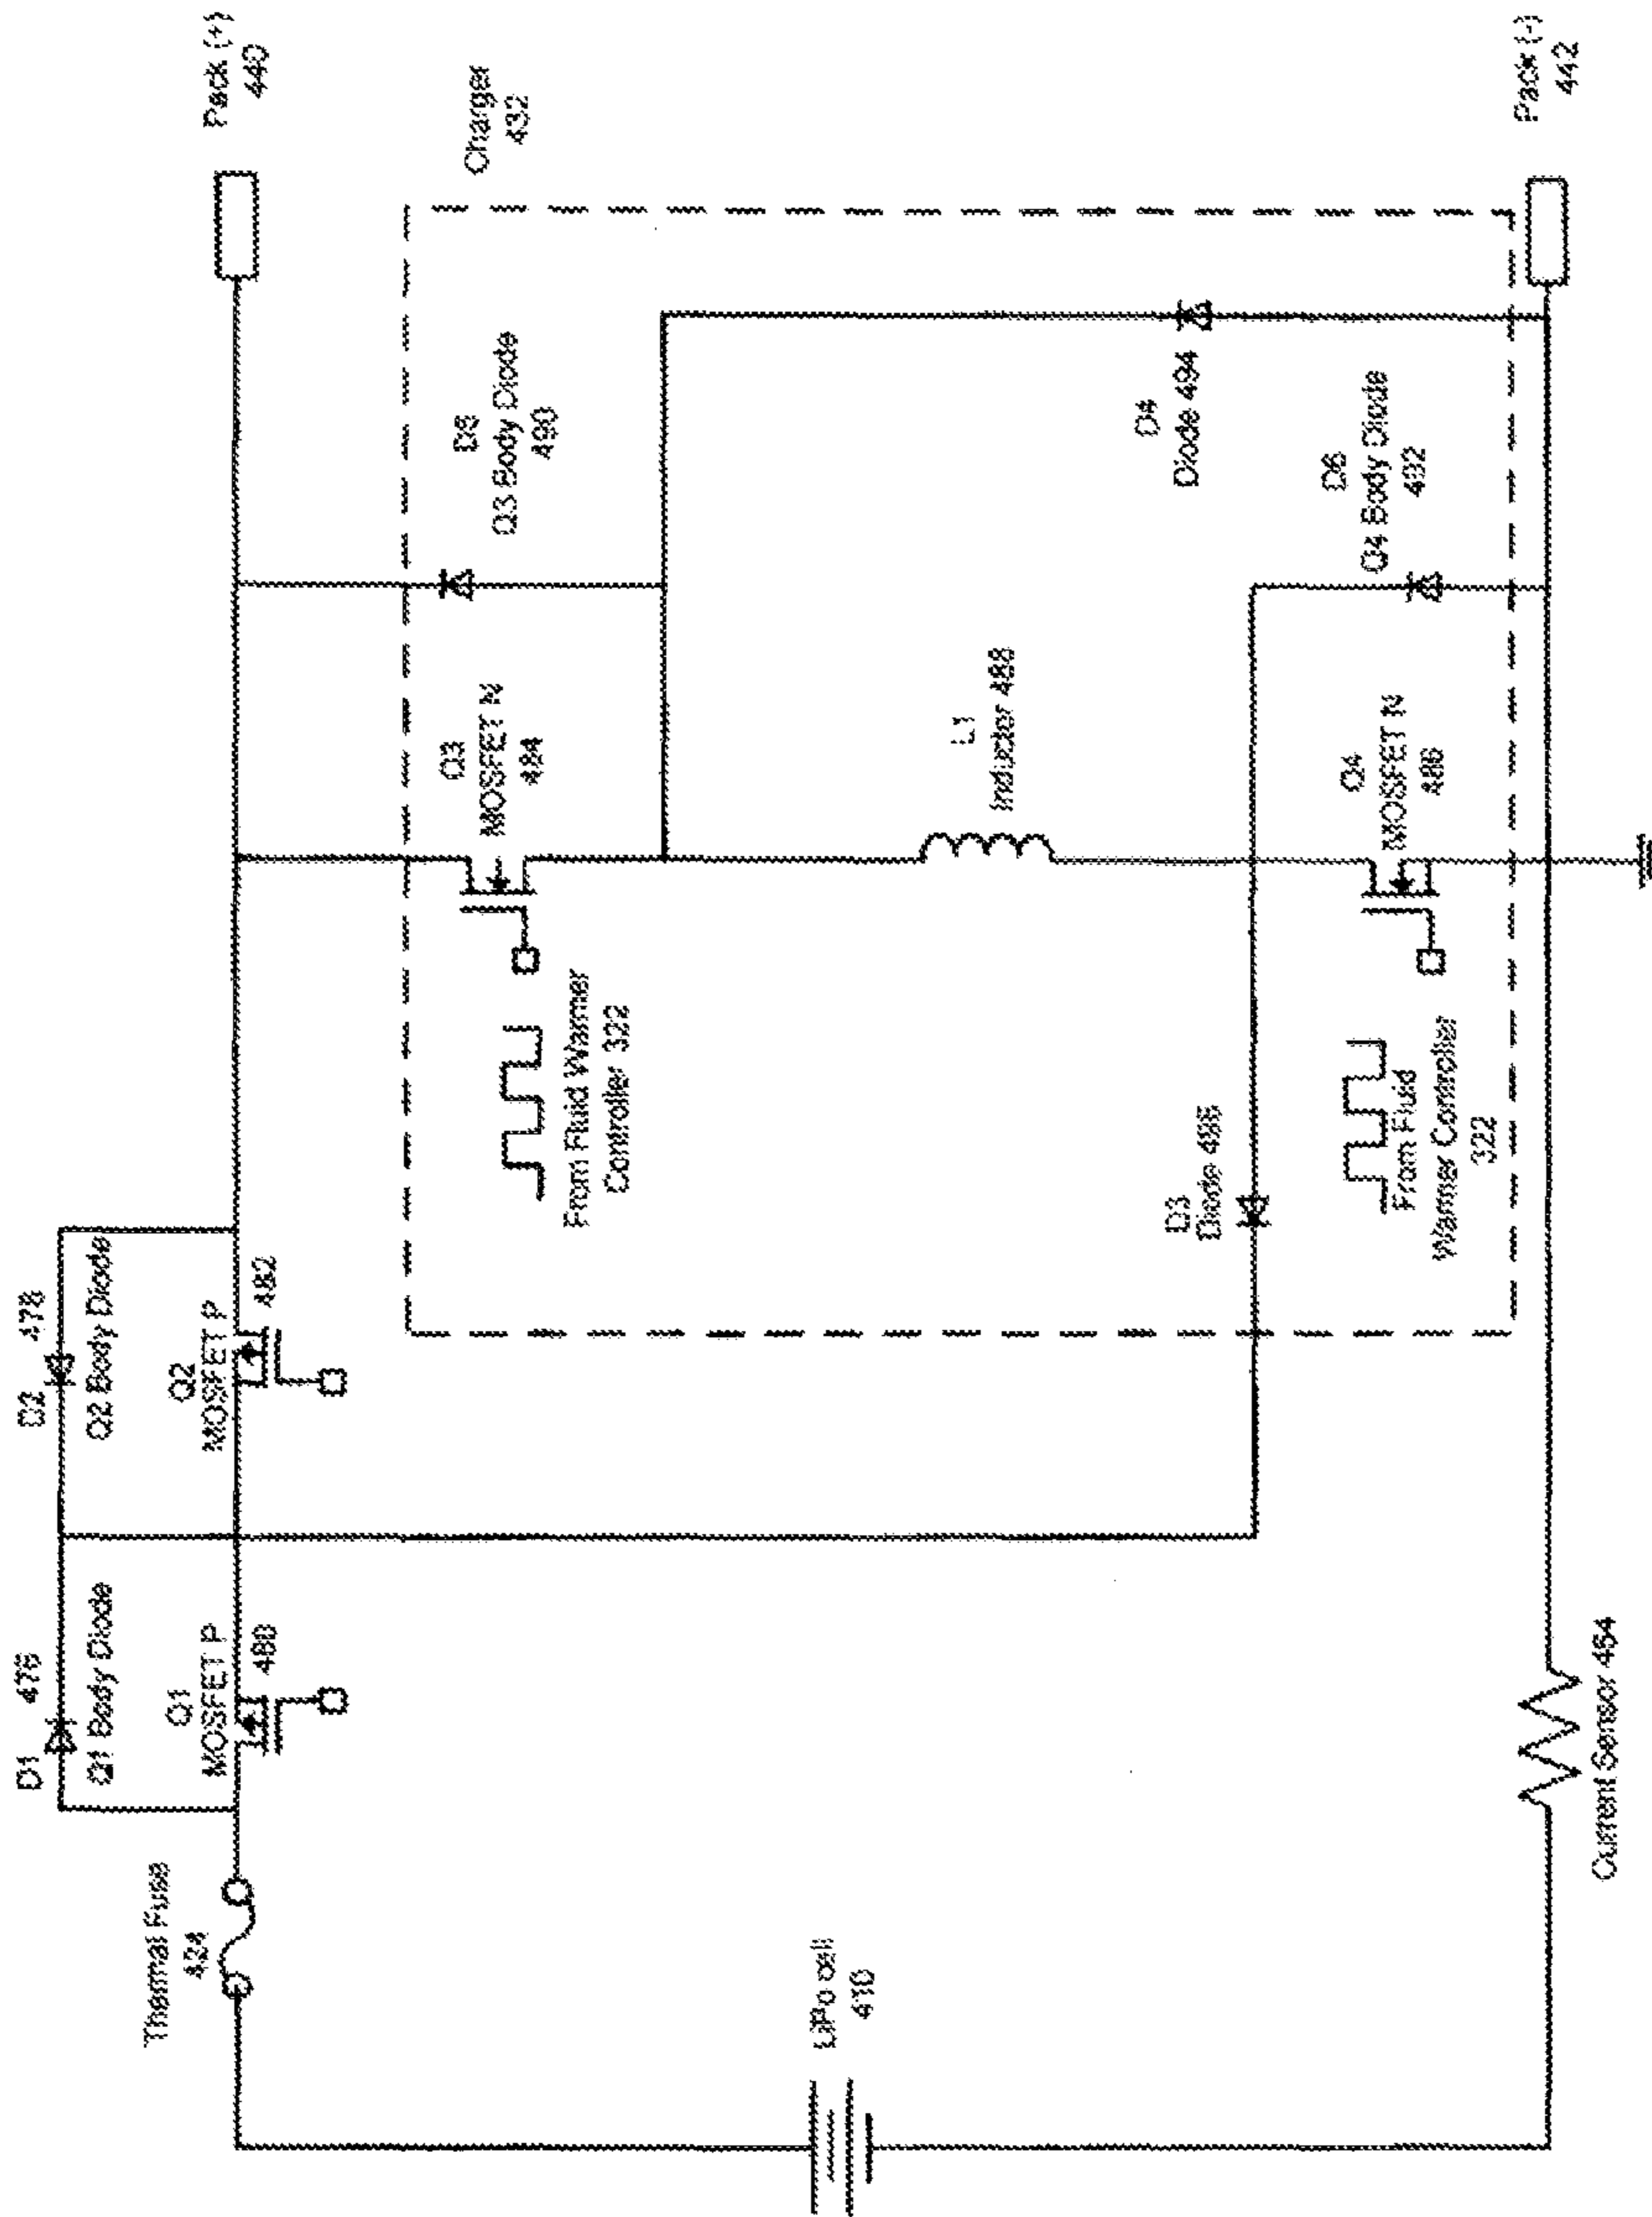 D1 476
Q1 Body Diode
D2 478
Q2 Body Diode
Thermal Fuse
424
Q1
MOSFET P
480
Q2
MOSFET P
482
Pack (+)
440
Charger
432
From Fluid Warmer
Controller 322
Q3
MOSFET N
484
D5
Q3 Body Diode
490
LiPo cell
410
L1
Inductor 488
D3
Diode 496
D4
Diode 494
From Fluid
Warmer Controller
322
Q4
MOSFET N
486
D6
Q4 Body Diode
492
Current Sensor 464
Pack (-)
442